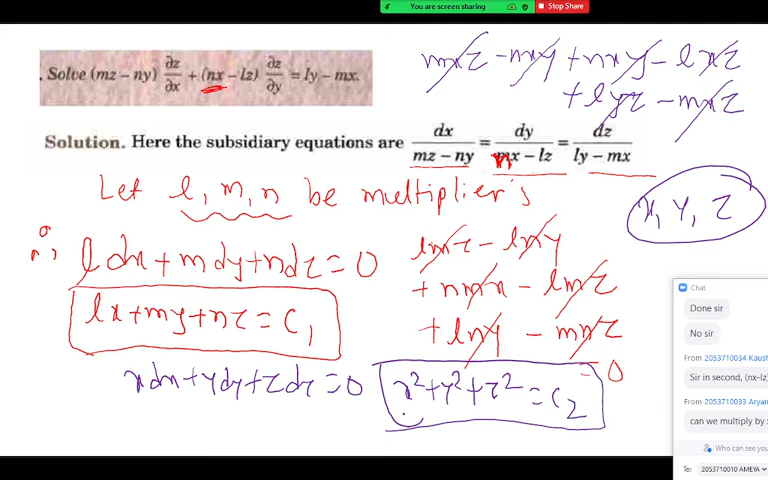 You are screen sharing Stop Share
. Solve (mz – ny) ∂z/∂x + (nx – lz) ∂z/∂y = ly – mx.
mxz – mxy + nxy – lxz
+ lyz – mxz
Solution. Here the subsidiary equations are dx/(mz – ny) = dy/(nx – lz) = dz/(ly – mx)
Let l, m, n be multiplier's
x, y, z
ldx + mdy + ndz = 0
lmz – lny
+ nmx – lmz
+ lny – mnz
= 0
lx + my + nz = C1
xdx + ydy + zdz = 0
x² + y² + z² = C2
Chat
Done sir
No sir
From 2053710034 Kaush
Sir in second, (nx-lz)
From 2053710033 Aryan
can we multiply by x
Who can see you
To: 2053710010 AMEYA